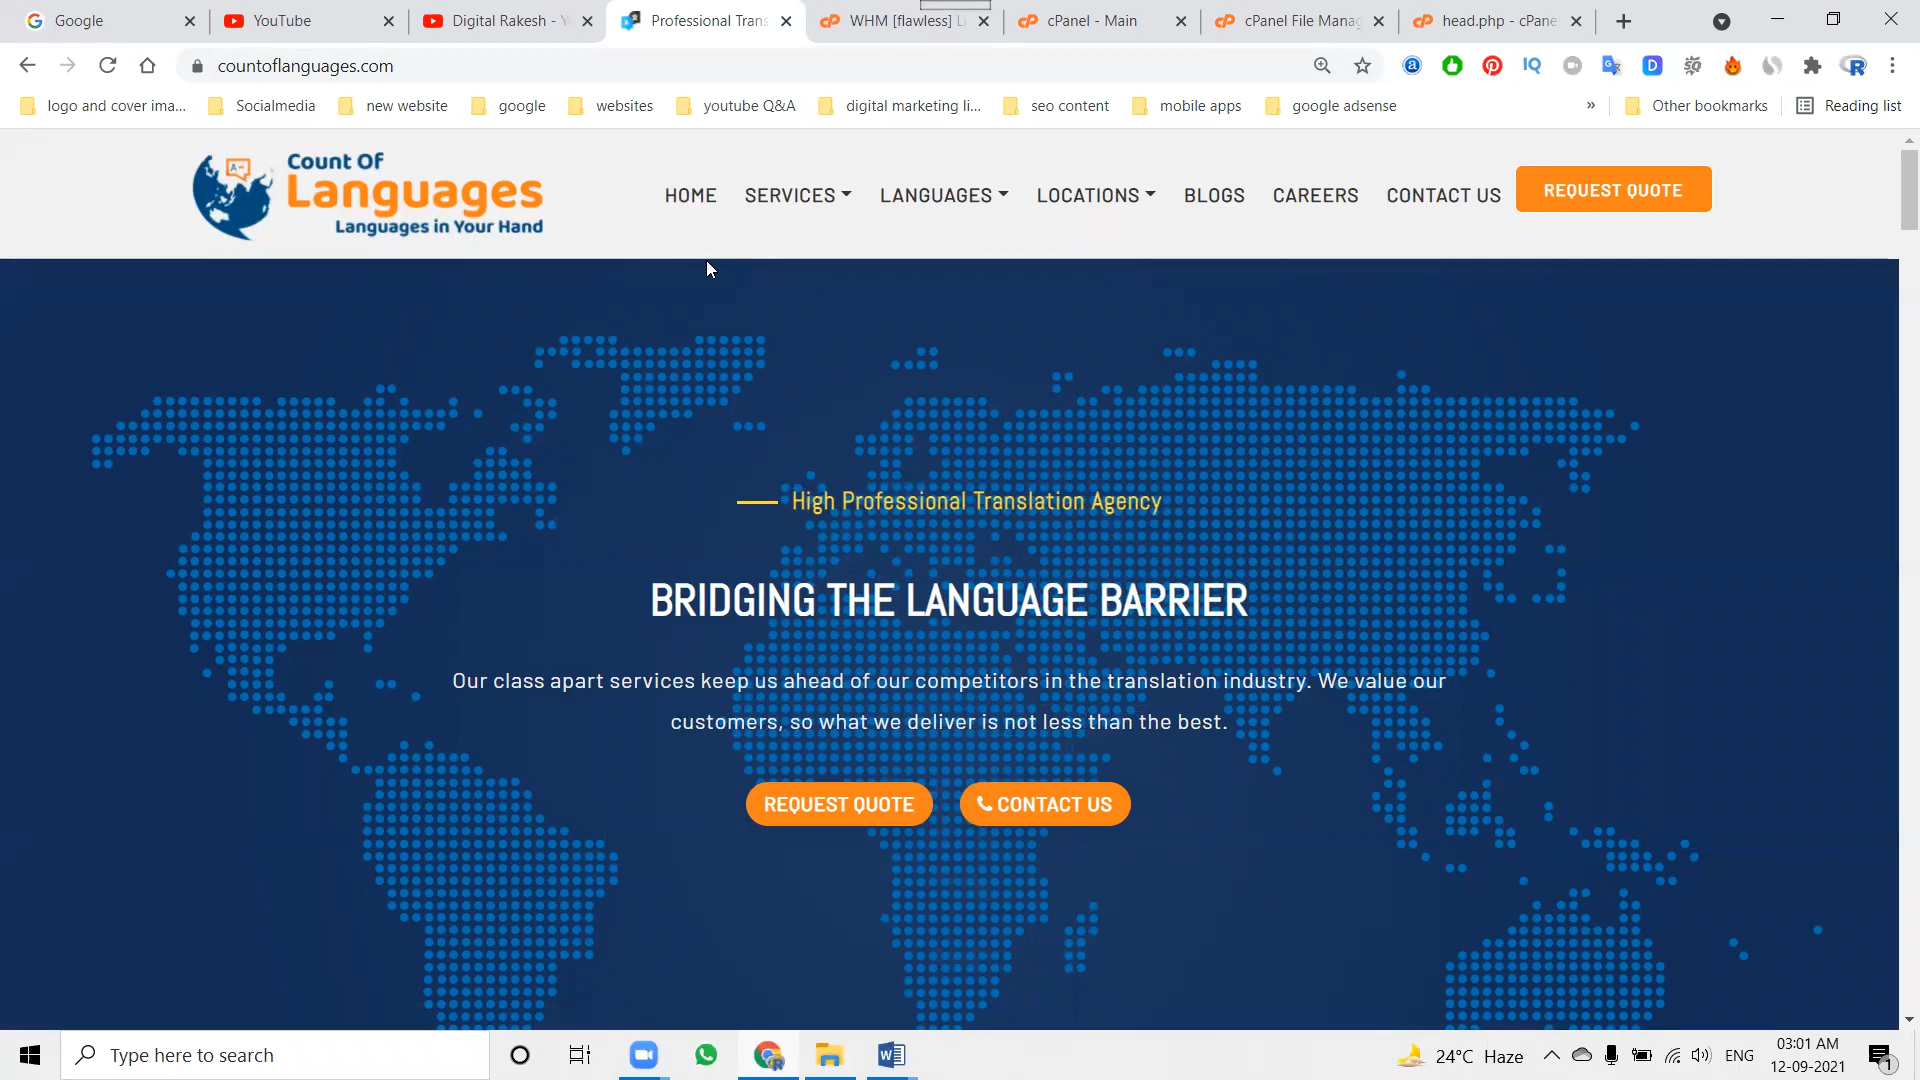 Google
YouTube
Digital Rakesh - Y
Professional Trans
WHM [flawless] L
cPanel - Main
cPanel File Manag
head.php - cPane
countoflanguages.com
logo and cover ima...
Socialmedia
new website
google
websites
youtube Q&A
digital marketing li...
seo content
mobile apps
google adsense
»
Other bookmarks
Reading list
Count Of
Languages
Languages in Your Hand
HOME
SERVICES
LANGUAGES
LOCATIONS
BLOGS
CAREERS
CONTACT US
REQUEST QUOTE
High Professional Translation Agency
BRIDGING THE LANGUAGE BARRIER
Our class apart services keep us ahead of our competitors in the translation industry. We value our
customers, so what we deliver is not less than the best.
REQUEST QUOTE
CONTACT US
Type here to search
24°C Haze
ENG
03:01 AM
12-09-2021
1